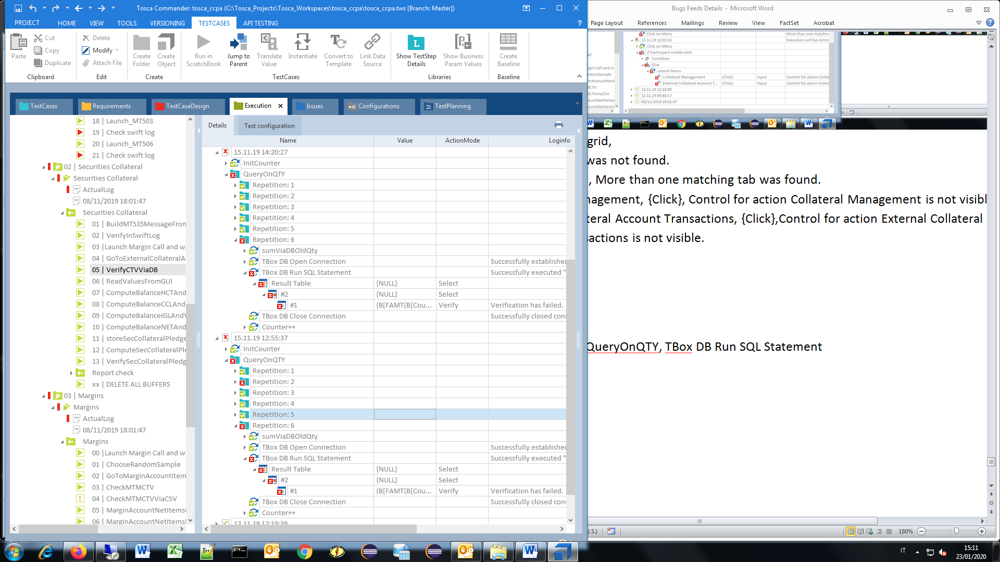 Tosca Commander: tosca_ccpa (C:\Tosca_Projects\Tosca_Workspaces\tosca_ccpa\tosca_ccpa.tws [Branch: Master])
PROJECT HOME VIEW TOOLS VERSIONING TESTCASES API TESTING
Paste
Cut
Copy
Duplicate
Clipboard
Delete
Modify
Attach File
Edit
Create Folder
Create Object
Create
Run in ScratchBook
Jump to Parent
Translate Value
Instantiate
Convert to Template
Link Data Source
TestCases
Show TestStep Details
Show Business Param Values
Libraries
Create Baseline
Baseline
TestCases Requirements TestCaseDesign Execution Issues Configurations TestPlanning
18 | Launch_MT503
19 | Check swift log
20 | Launch_MT506
21 | Check swift log
02 | Securities Collateral
Securities Collateral
ActualLog
08/11/2019 18:01:47
Securities Collateral
01 | BuildMT535MessageFrom
02 | VerifyInSwiftLog
03 |Launch Margin Call and w
04 | GoToExternalCollateralA
05 | VerifyCTVViaDB
06 | ReadValuesFromGUI
07 | ComputeBalanceHCTAnd
08 | ComputeBalanceCCLAnd
09 | ComputeBalanceIGLAndV
10 | ComputeBalanceNETAnd
11 | storeSecCollateralPledge
12 | ComputeSecCollateralPle
13 | VerifySecCollateralPledg
Report check
xx | DELETE ALL BUFFERS
03 | Margins
Margins
ActualLog
08/11/2019 18:01:47
Margins
00 |Launch Margin Call and w
01 | ChooseRandomSample
02 | GoToMarginAccountItem
03 | CheckMTMCTV
04 | CheckMTMCTVViaCSV
05 | MarginAccountNetItems
06 | MarginAccountNetItems
Details Test configuration
Name Value ActionMode Loginfo
15.11.19 14:20:27
InitCounter
QueryOnQTY
Repetition: 1
Repetition: 2
Repetition: 3
Repetition: 4
Repetition: 5
Repetition: 6
sumViaDBOldQty
TBox DB Open Connection Successfully established
TBox DB Run SQL Statement Successfully executed "
Result Table {NULL} Select
#2 {NULL} Select
#1 {B[FAMT{B[Cou... Verify Verification has failed.
TBox DB Close Connection Successfully closed conn
Counter++
15.11.19 12:55:37
InitCounter
QueryOnQTY
Repetition: 1
Repetition: 2
Repetition: 3
Repetition: 4
Repetition: 5
Repetition: 6
sumViaDBOldQty
TBox DB Open Connection Successfully established
TBox DB Run SQL Statement Successfully executed "
Result Table {NULL} Select
#2 {NULL} Select
#1 {B[FAMT{B[Cou... Verify Verification has failed.
TBox DB Close Connection Successfully closed conn
Counter++
12.11.19 12:19:39
Bugs Feeds Details - Microsoft Word
Page Layout References Mailings Review View FactSet Acrobat
Click on Menu More than one matchin
15.11.19 12:55:13 Execution will be contin
Click on Menu
if Participant visible click
Condition
Else
Lateral Menu
Collateral Management {Click} Input Control for action Collat
External Collateral Account T... {Click} Input Control for action Exter
12.11.19 12:18:00
12.11.19 09:45:17
08/11/2019 18:01:47
grid,
was not found.
, More than one matching tab was found.
nagement, {Click}, Control for action Collateral Management is not visibl
teral Account Transactions, {Click},Control for action External Collateral
sactions is not visible.
QueryOnQTY, TBox DB Run SQL Statement
180%
IT
15:11
23/01/2020